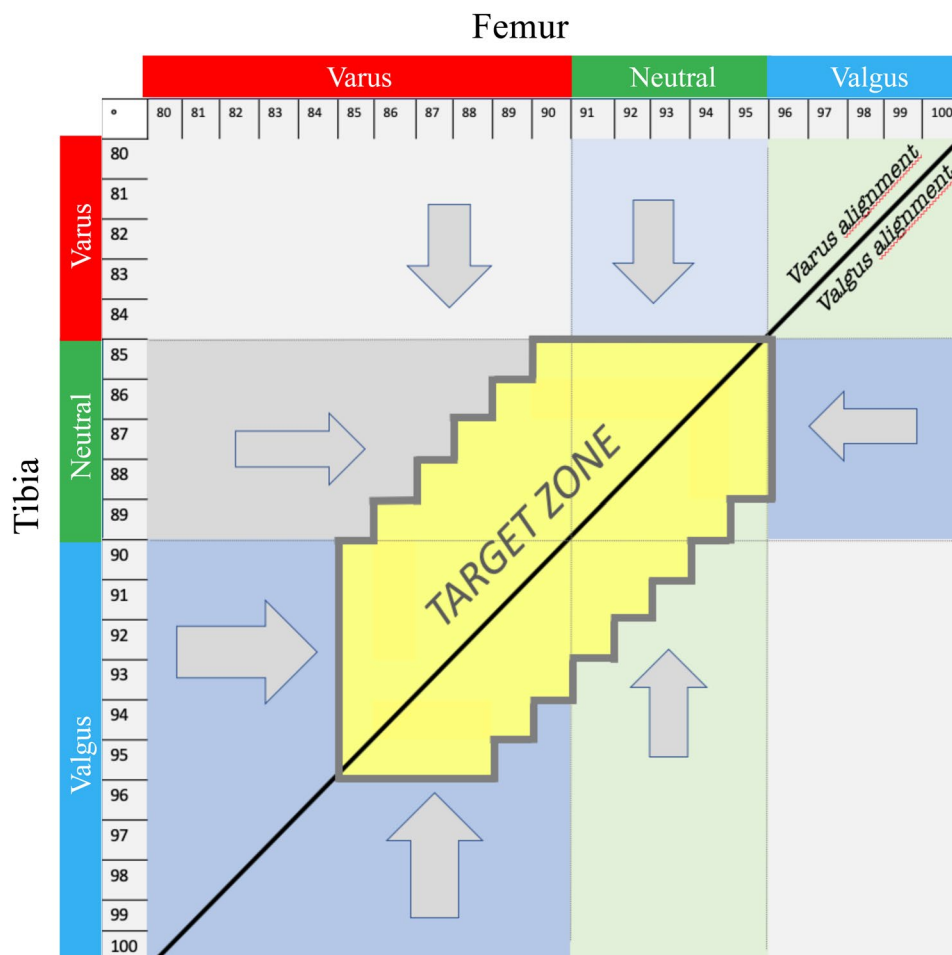 Femur
Varus Neutral Valgus
° 80 81 82 83 84 85 86 87 88 89 90 91 92 93 94 95 96 97 98 99 100
Tibia
Varus
80
81
82
83
84
Neutral
85
86
87
88
89
Valgus
90
91
92
93
94
95
96
97
98
99
100
Varus alignment
Valgus alignment
TARGET ZONE